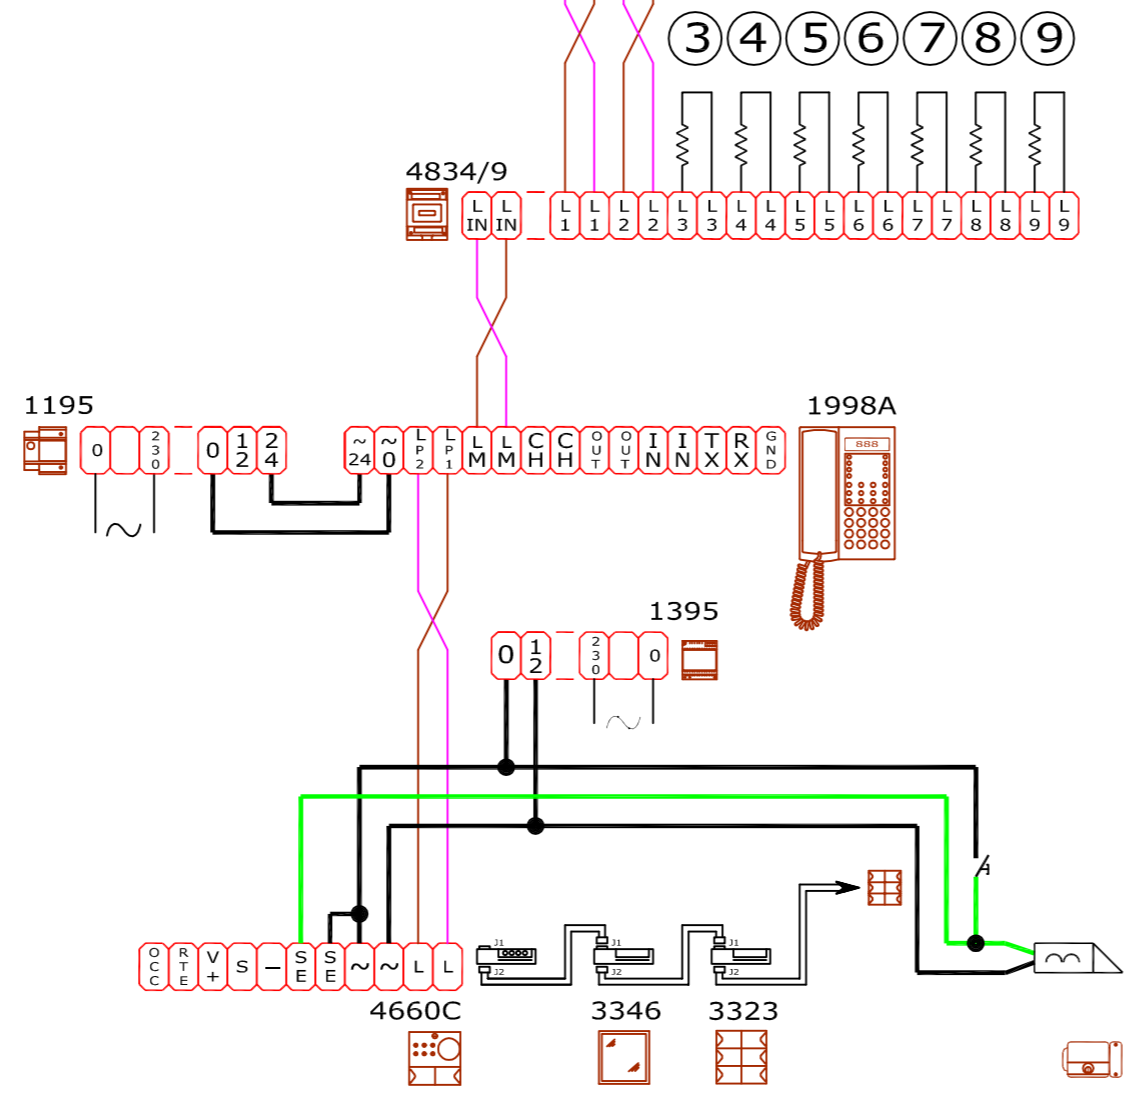 3 4 5 6 7 8 9
4834/9
L IN L IN L 1 L 1 L 2 L 2 L 3 L 3 L 4 L 4 L 5 L 5 L 6 L 6 L 7 L 7 L 8 L 8 L 9 L 9
1195
1998A
0 230 0 12 24 ~ 24 ~ 0 LP2 LP1 LM LM CH CH OUT OUT IN IN TX RX GND
888
1395
0 12 230 0
A
J1 J1 J1
OCC RTE V+ S – SE SE ~ ~ L L
J2 J2 J2
4660C 3346 3323